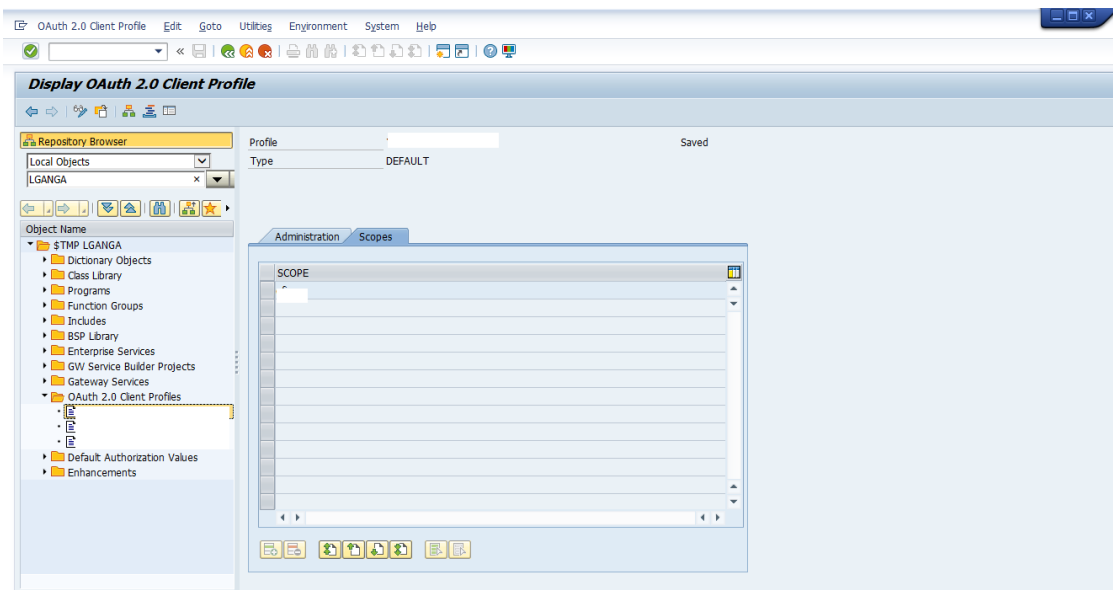 OAuth 2.0 Client Profile Edit Goto Utilities Environment System Help
Display OAuth 2.0 Client Profile
Repository Browser
Local Objects
LGANGA
Object Name
$TMP LGANGA
Dictionary Objects
Class Library
Programs
Function Groups
Includes
BSP Library
Enterprise Services
GW Service Builder Projects
Gateway Services
OAuth 2.0 Client Profiles
Default Authorization Values
Enhancements
Profile Saved
Type DEFAULT
Administration Scopes
SCOPE